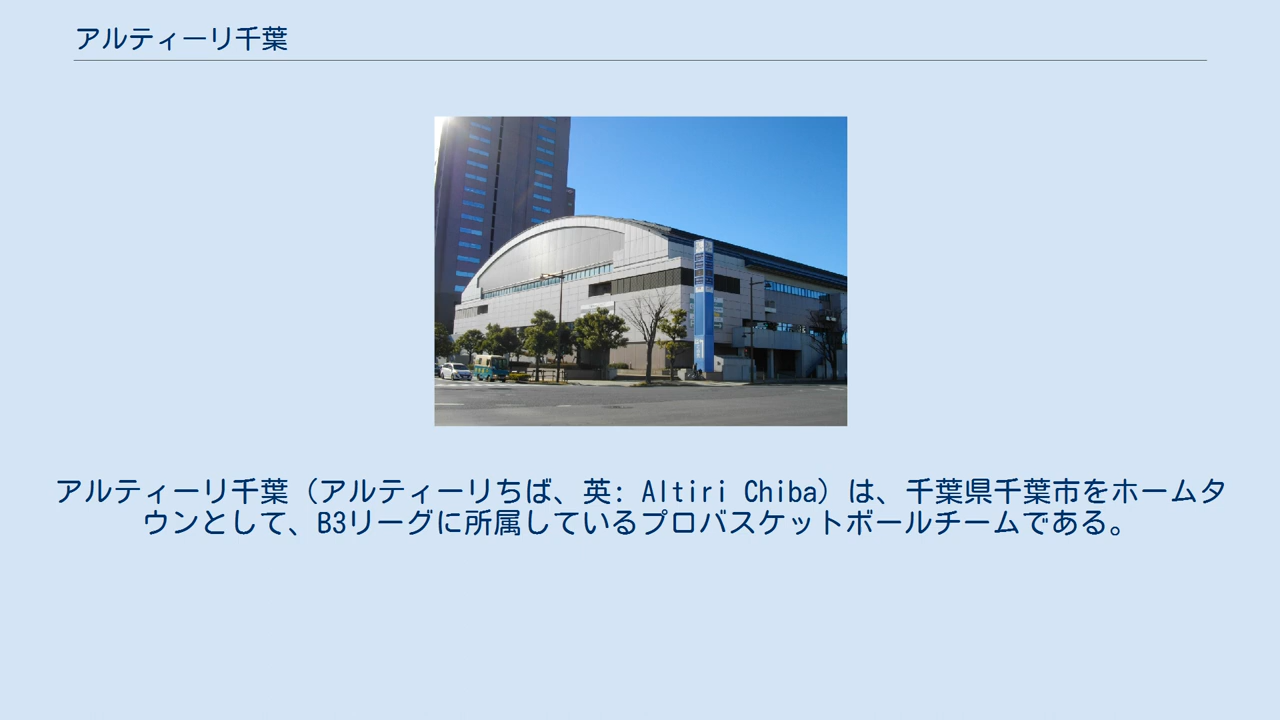 アルティーリ千葉
アルティーリ千葉（アルティーリちば、英: Altiri Chiba）は、千葉県千葉市をホームタ
ウンとして、B3リーグに所属しているプロバスケットボールチームである。